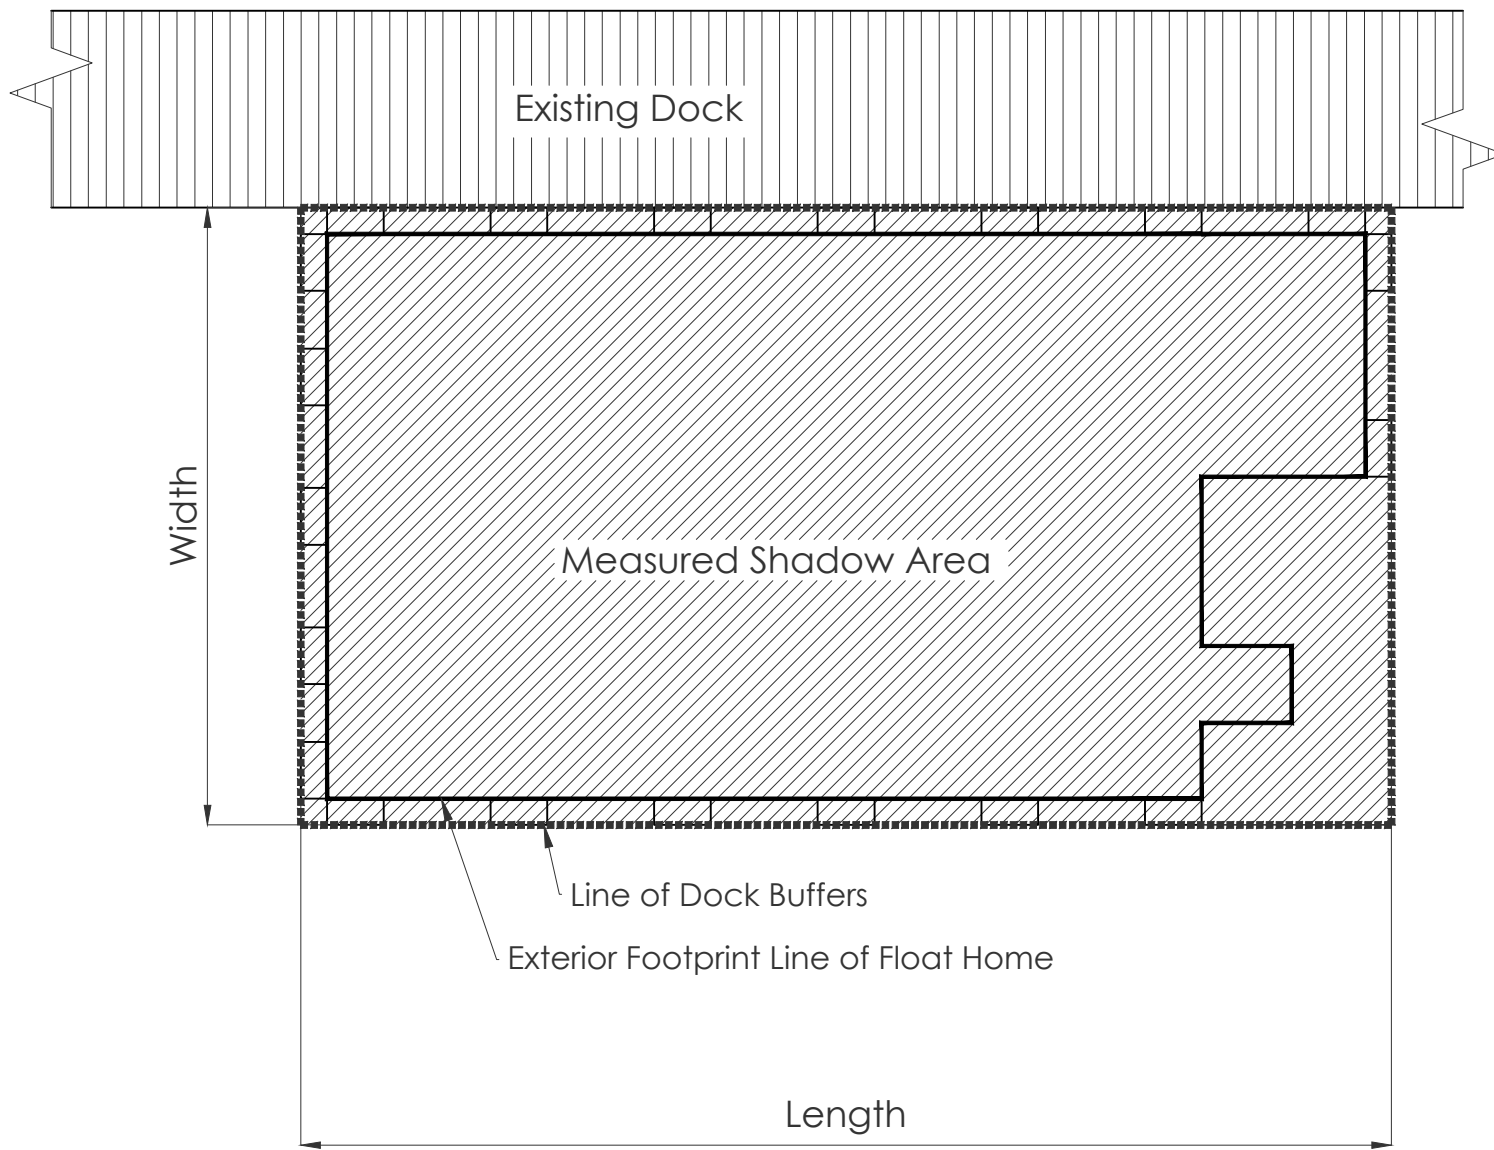 Existing Dock
Width
Measured Shadow Area
Line of Dock Buffers
Exterior Footprint Line of Float Home
Length